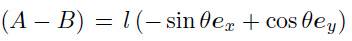 (A − B) = l (− sin θe_x + cos θe_y)